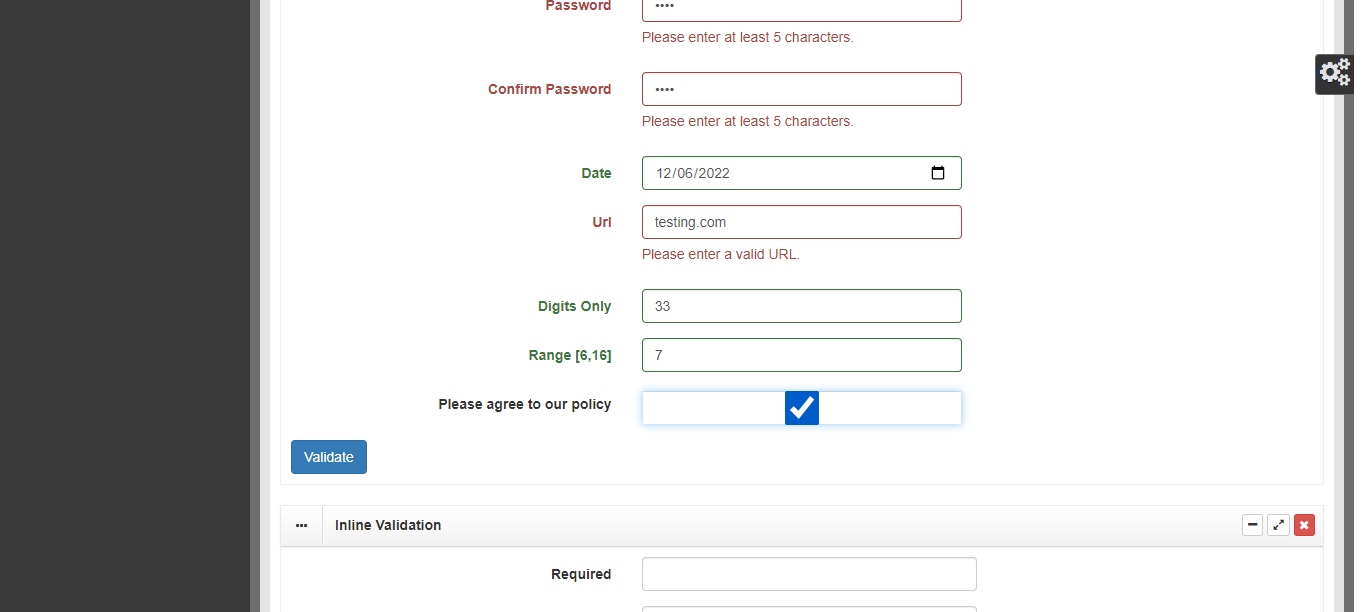 Password
••••
Please enter at least 5 characters.
Confirm Password
••••
Please enter at least 5 characters.
Date
12/06/2022
Url
testing.com
Please enter a valid URL.
Digits Only
33
Range [6,16]
7
Please agree to our policy
Validate
Inline Validation
Required